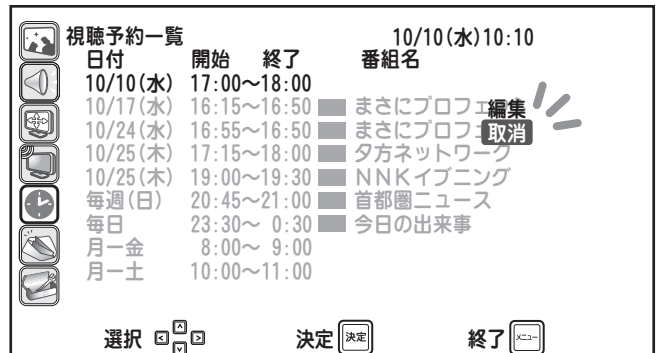 視聴予約一覧 10/10(水)10:10
日付 開始 終了 番組名
10/10(水) 17:00～18:00
10/17(水) 16:15～16:50 まさにプロフェ
編集
10/24(水) 16:55～16:50 まさにプロフ
取消
10/25(木) 17:15～18:00 夕方ネットワーク
10/25(木) 19:00～19:30 NNKイブニング
毎週(日) 20:45～21:00 首都圏ニュース
毎日 23:30～ 0:30 今日の出来事
月ー金 8:00～ 9:00
月ー土 10:00～11:00
選択 決定 決定 終了 メニュー